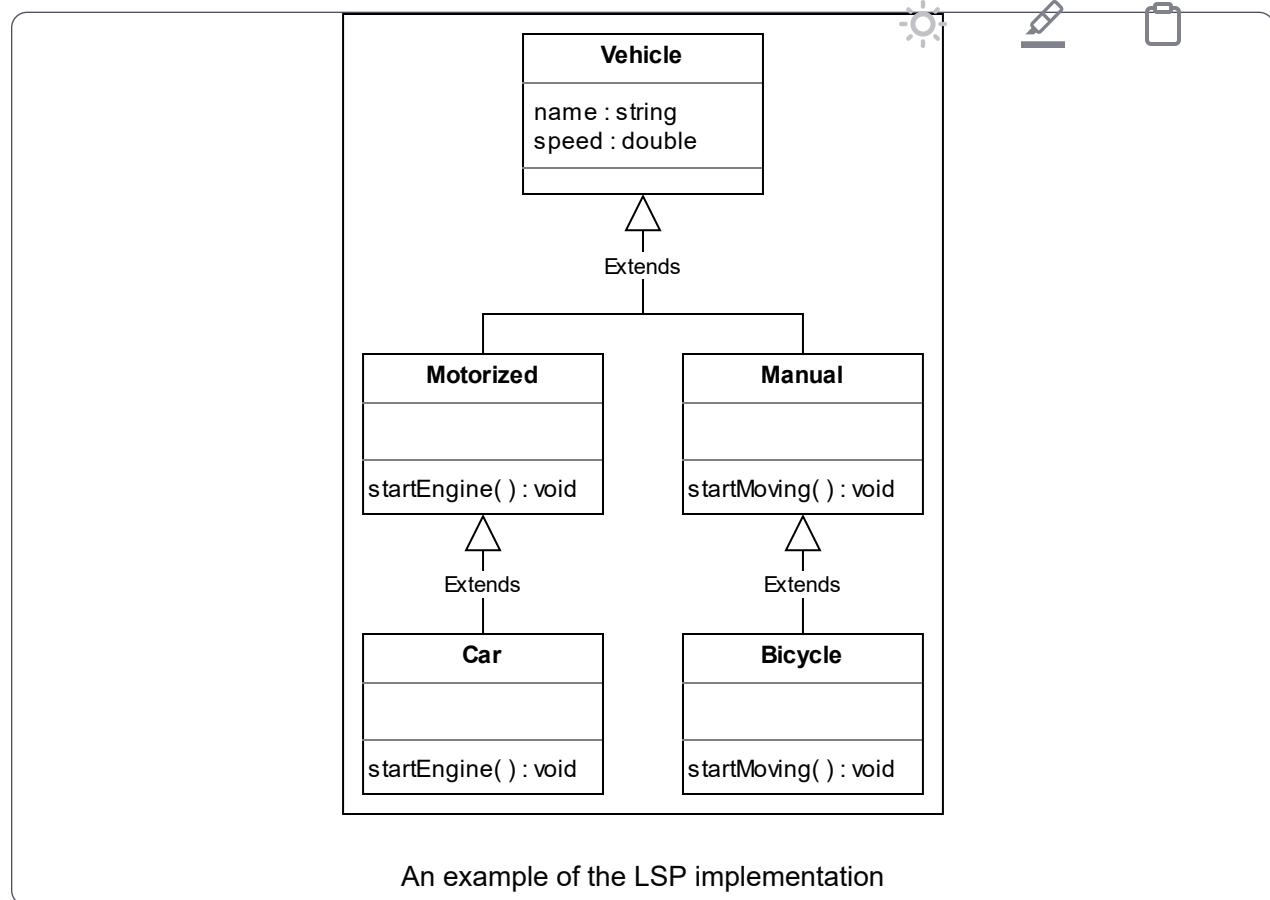 Vehicle
name : string
speed : double
Extends
Motorized
startEngine( ) : void
Manual
startMoving( ) : void
Extends
Extends
Car
startEngine( ) : void
Bicycle
startMoving( ) : void
An example of the LSP implementation